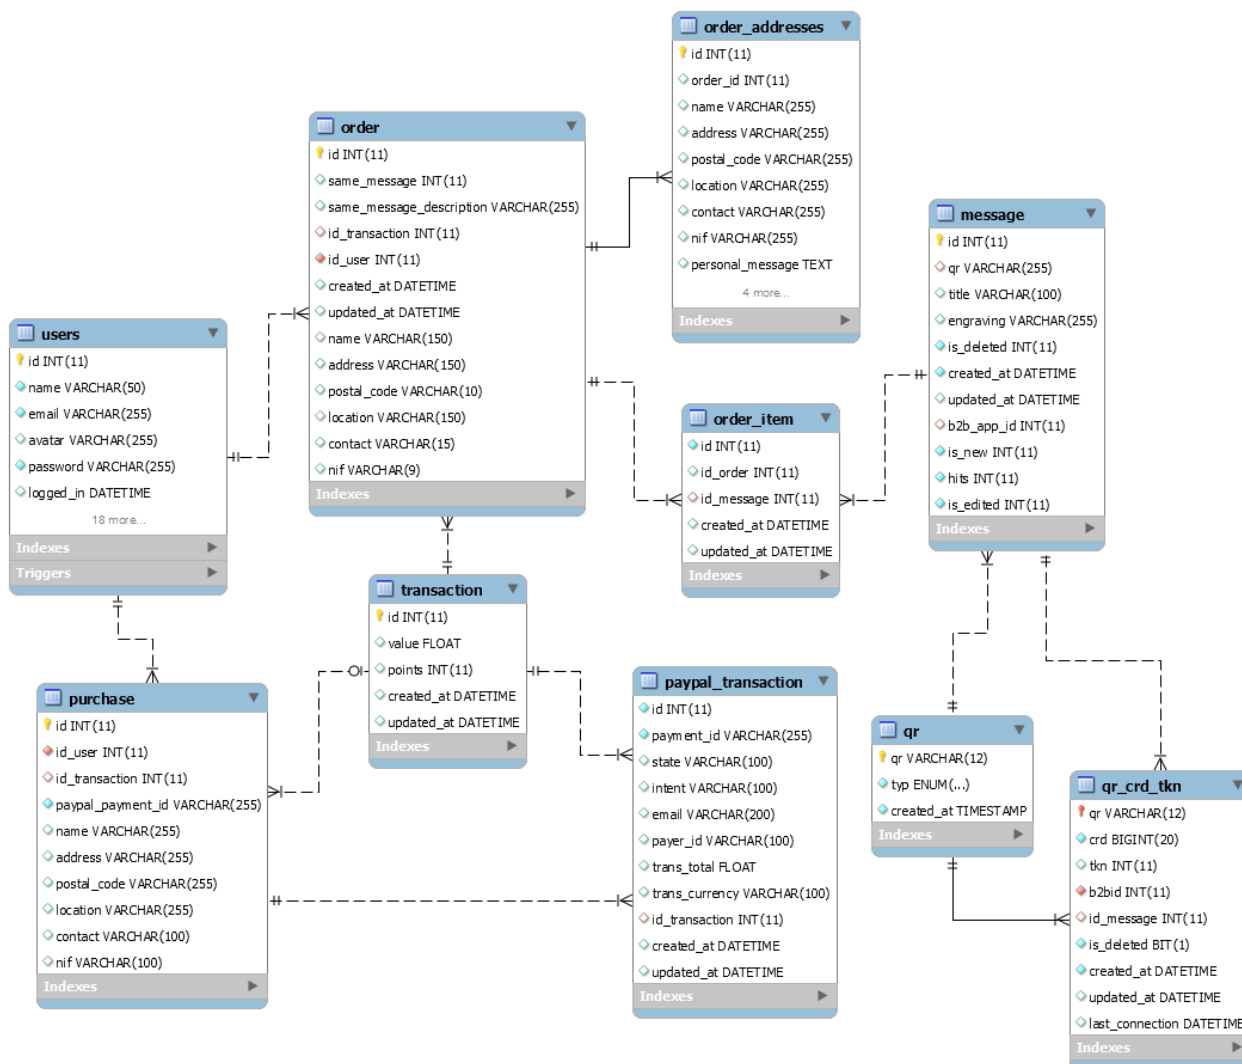 order_addresses
id INT(11)
order_id INT(11)
name VARCHAR(255)
address VARCHAR(255)
postal_code VARCHAR(255)
location VARCHAR(255)
contact VARCHAR(255)
nif VARCHAR(255)
personal_message TEXT
4 more...
Indexes
order
id INT(11)
same_message INT(11)
same_message_description VARCHAR(255)
id_transaction INT(11)
id_user INT(11)
created_at DATETIME
updated_at DATETIME
name VARCHAR(150)
address VARCHAR(150)
postal_code VARCHAR(10)
location VARCHAR(150)
contact VARCHAR(15)
nif VARCHAR(9)
Indexes
message
id INT(11)
qr VARCHAR(255)
title VARCHAR(100)
engraving VARCHAR(255)
is_deleted INT(11)
created_at DATETIME
updated_at DATETIME
b2b_app_id INT(11)
is_new INT(11)
hits INT(11)
is_edited INT(11)
Indexes
users
id INT(11)
name VARCHAR(50)
email VARCHAR(255)
avatar VARCHAR(255)
password VARCHAR(255)
logged_in DATETIME
18 more...
Indexes
Triggers
order_item
id INT(11)
id_order INT(11)
id_message INT(11)
created_at DATETIME
updated_at DATETIME
Indexes
transaction
id INT(11)
value FLOAT
points INT(11)
created_at DATETIME
updated_at DATETIME
Indexes
purchase
id INT(11)
id_user INT(11)
id_transaction INT(11)
paypal_payment_id VARCHAR(255)
name VARCHAR(255)
address VARCHAR(255)
postal_code VARCHAR(255)
location VARCHAR(255)
contact VARCHAR(100)
nif VARCHAR(100)
Indexes
paypal_transaction
id INT(11)
payment_id VARCHAR(255)
state VARCHAR(100)
intent VARCHAR(100)
email VARCHAR(200)
payer_id VARCHAR(100)
trans_total FLOAT
trans_currency VARCHAR(100)
id_transaction INT(11)
created_at DATETIME
updated_at DATETIME
Indexes
qr
qr VARCHAR(12)
typ ENUM(...)
created_at TIMESTAMP
Indexes
qr_crd_tkn
qr VARCHAR(12)
crd BIGINT(20)
tkn INT(11)
b2bid INT(11)
id_message INT(11)
is_deleted BIT(1)
created_at DATETIME
updated_at DATETIME
last_connection DATETIME
Indexes